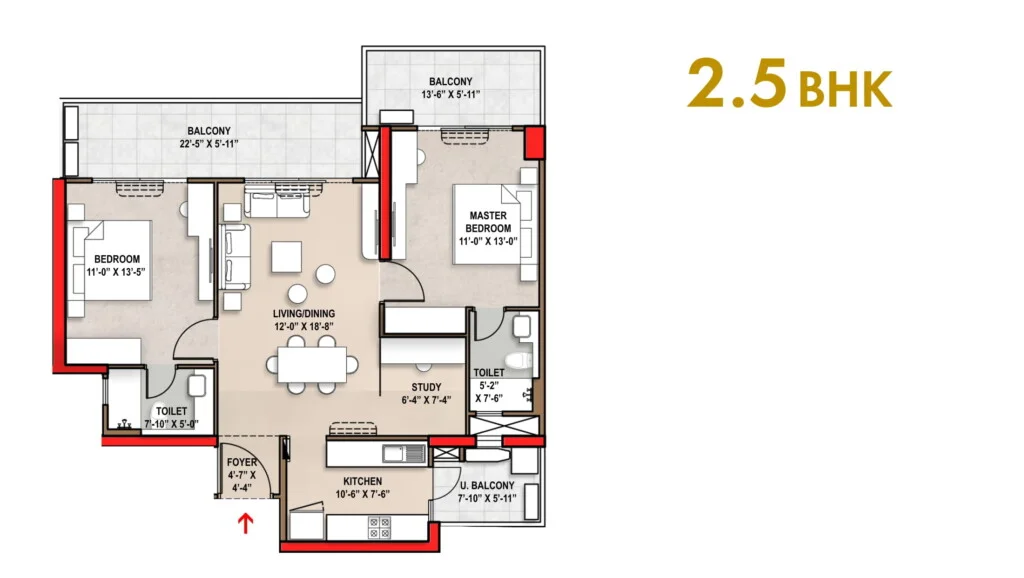 2.5 BHK
BALCONY
13'-6" X 5'-11"
BALCONY
22'-5" X 5'-11"
MASTER
BEDROOM
11'-0" X 13'-0"
BEDROOM
11'-0" X 13'-5"
LIVING/DINING
12'-0" X 18'-8"
TOILET
5'-2"
X 7'-6"
STUDY
6'-4" X 7'-4"
TOILET
7'-10" X 5'-0"
FOYER
4'-7" X
4'-4"
KITCHEN
10'-6" X 7'-6"
U. BALCONY
7'-10" X 5'-11"